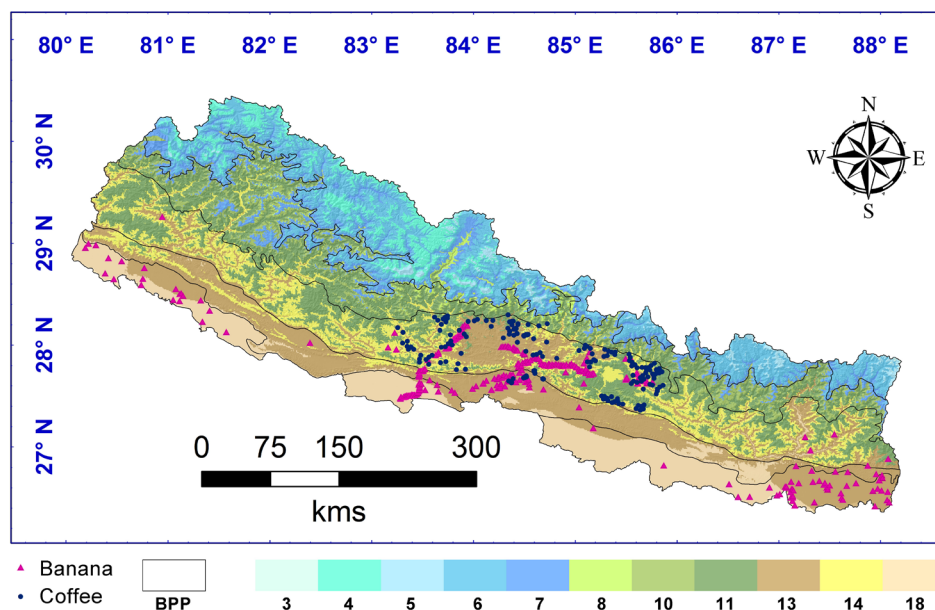 80° E 81° E 82° E 83° E 84° E 85° E 86° E 87° E 88° E
30° N
29° N
28° N
27° N
N
W E
S
0 75 150 300
kms
Banana
Coffee
BPP
3 4 5 6 7 8 10 11 13 14 18